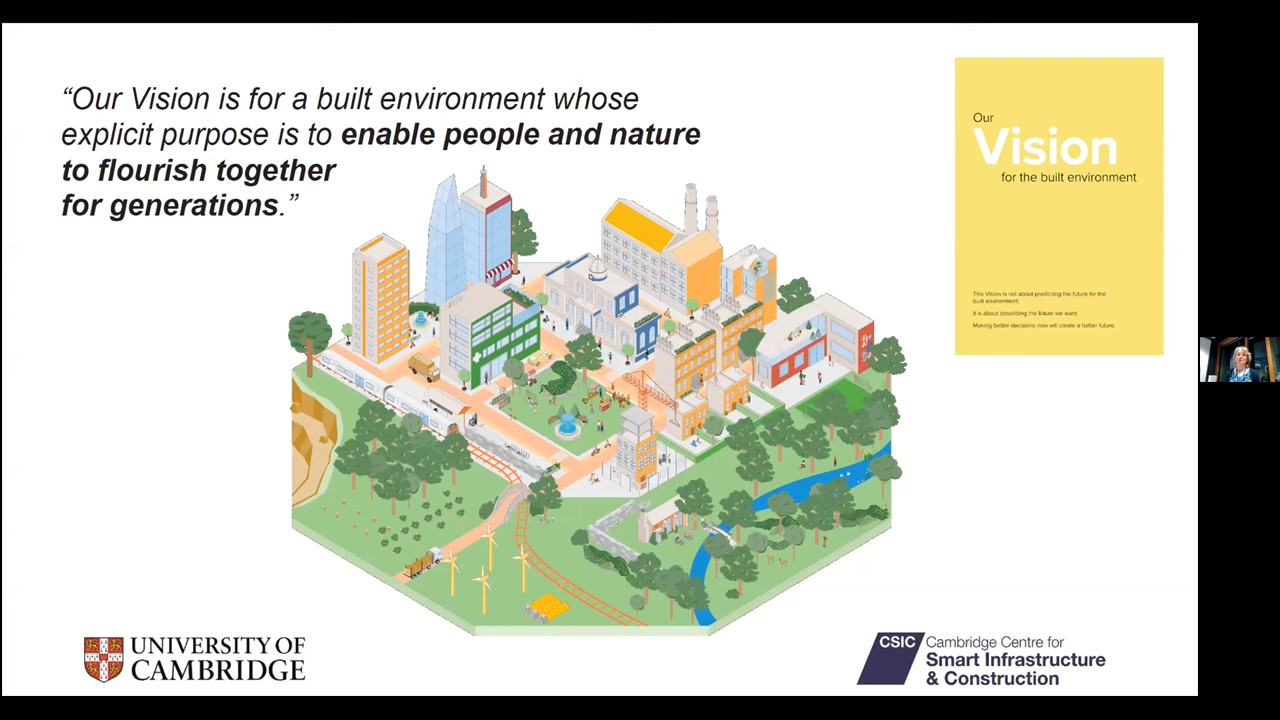 “Our Vision is for a built environment whose
explicit purpose is to enable people and nature
to flourish together
for generations.”
Our
Vision
for the built environment
This Vision is not about predicting the future for the
built environment.
It is about describing the future we want.
Making better decisions now will create a better future.
UNIVERSITY OF
CAMBRIDGE
CSIC
Cambridge Centre for
Smart Infrastructure
& Construction